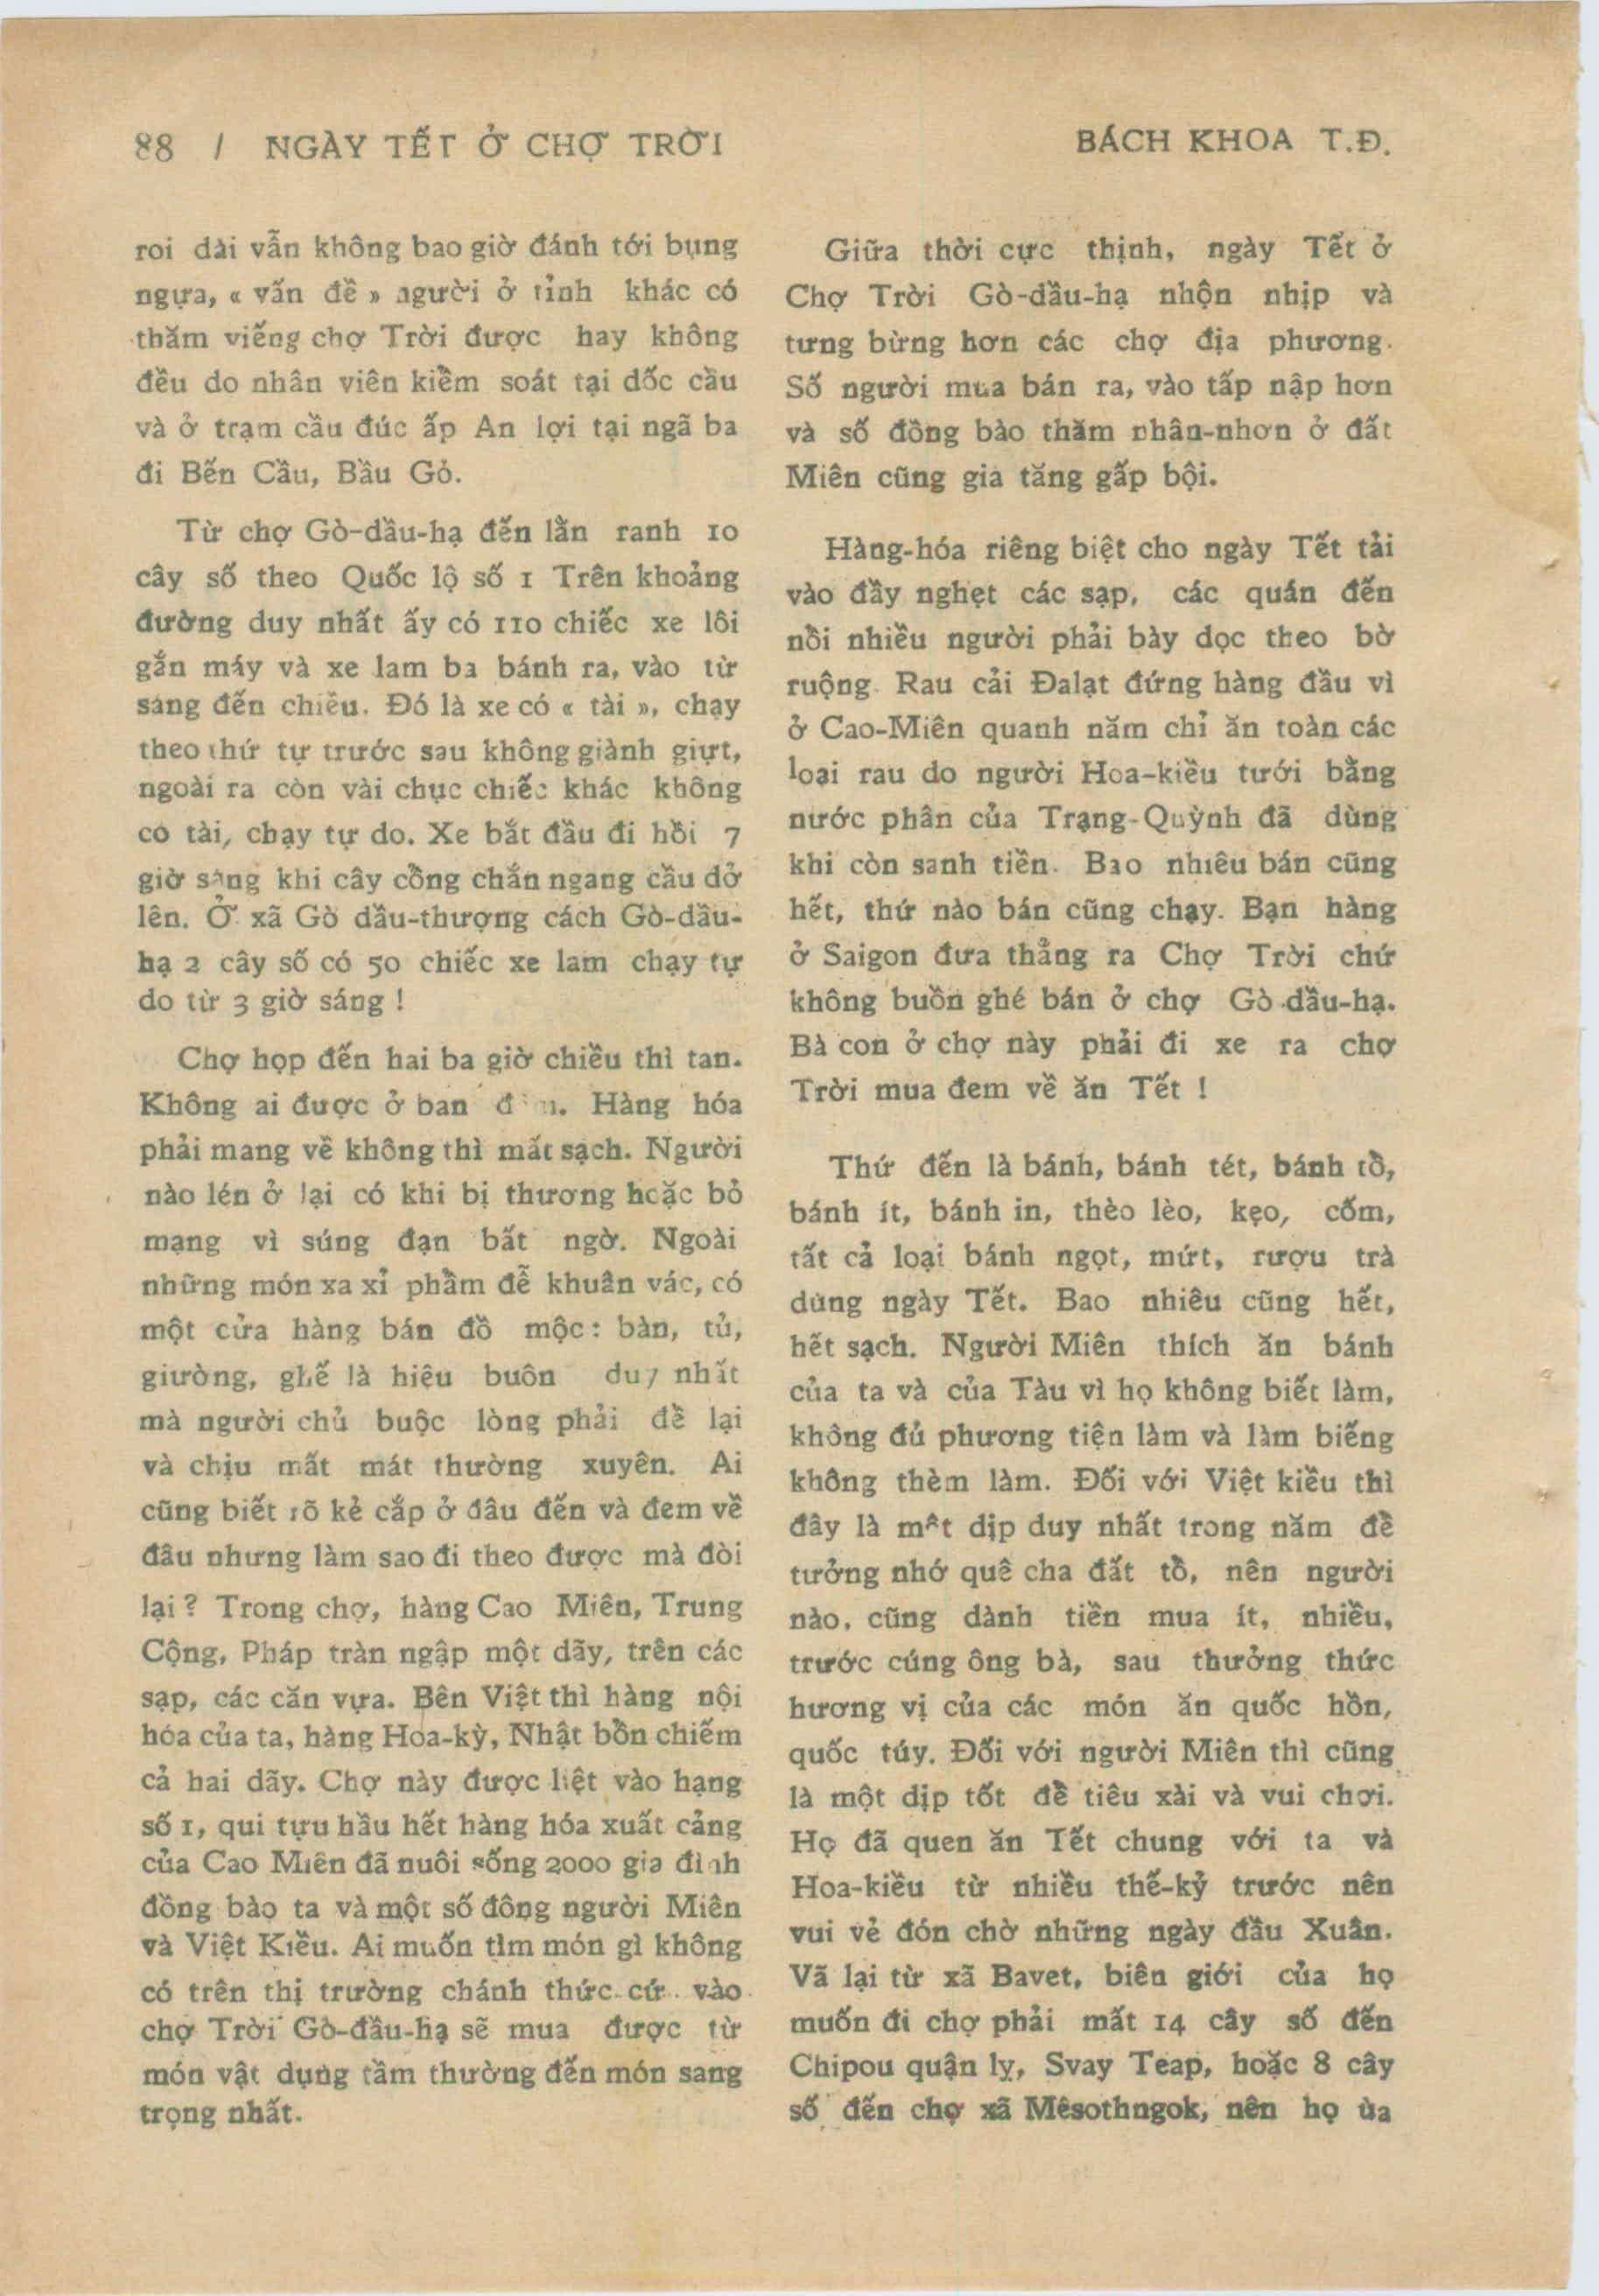 88 / NGÀY TẾT Ở CHỢ TRỜI
BÁCH KHOA T.Đ.
roi dài vẫn không bao giờ đánh tới bụng
ngựa, « vấn đề » người ở tỉnh khác có
thăm viếng chợ Trời được hay không
đều do nhân viên kiểm soát tại dốc cầu
và ở trạm cầu đúc ấp An lợi tại ngã ba
đi Bến Cầu, Bầu Gỏ.
Từ chợ Gò-dầu-hạ đến lằn ranh 10
cây số theo Quốc lộ số 1 Trên khoảng
đường duy nhất ấy có 110 chiếc xe lôi
gắn máy và xe lam ba bánh ra, vào từ
sáng đến chiều. Đó là xe có « tài », chạy
theo thứ tự trước sau không giành giựt,
ngoài ra còn vài chục chiếc khác không
có tài, chạy tự do. Xe bắt đầu đi hồi 7
giờ sáng khi cây cổng chắn ngang cầu dở
lên. Ở xã Gò dầu-thượng cách Gò-dầu-
hạ 2 cây số có 50 chiếc xe lam chạy tự
do từ 3 giờ sáng !
Chợ họp đến hai ba giờ chiều thì tan.
Không ai được ở ban đêm. Hàng hóa
phải mang về không thì mất sạch. Người
nào lén ở lại có khi bị thương hoặc bỏ
mạng vì súng đạn bất ngờ. Ngoài
những món xa xỉ phẩm dễ khuân vác, có
một cửa hàng bán đồ mộc : bàn, tủ,
giường, ghế là hiệu buôn duy nhất
mà người chủ buộc lòng phải để lại
và chịu mất mát thường xuyên. Ai
cũng biết rõ kẻ cắp ở đâu đến và đem về
đâu nhưng làm sao đi theo được mà đòi
lại ? Trong chợ, hàng Cao Miên, Trung
Cộng, Pháp tràn ngập một dãy, trên các
sạp, các căn vựa. Bên Việt thì hàng nội
hóa của ta, hàng Hoa-kỳ, Nhật bổn chiếm
cả hai dãy. Chợ này được liệt vào hạng
số 1, qui tựu hầu hết hàng hóa xuất cảng
của Cao Miên đã nuôi sống 2000 gia đình
đồng bào ta và một số đông người Miên
và Việt Kiều. Ai muốn tìm món gì không
có trên thị trường chánh thức cứ vào
chợ Trời Gò-đầu-hạ sẽ mua được từ
món vật dụng tầm thường đến món sang
trọng nhất.
Giữa thời cực thịnh, ngày Tết ở
Chợ Trời Gò-dầu-hạ nhộn nhịp và
tưng bừng hơn các chợ địa phương.
Số người mua bán ra, vào tấp nập hơn
và số đồng bào thăm nhân-nhơn ở đất
Miên cũng gia tăng gấp bội.
Hàng-hóa riêng biệt cho ngày Tết tải
vào đầy nghẹt các sạp, các quán đến
nỗi nhiều người phải bày dọc theo bờ
ruộng. Rau cải Đalạt đứng hàng đầu vì
ở Cao-Miên quanh năm chỉ ăn toàn các
loại rau do người Hoa-kiều tưới bằng
nước phân của Trạng-Quỳnh đã dùng
khi còn sanh tiền. Bao nhiêu bán cũng
hết, thứ nào bán cũng chạy. Bạn hàng
ở Saigon đưa thẳng ra Chợ Trời chứ
không buồn ghé bán ở chợ Gò dầu-hạ.
Bà con ở chợ này phải đi xe ra chợ
Trời mua đem về ăn Tết !
Thứ đến là bánh, bánh tét, bánh tổ,
bánh ít, bánh in, thèo lèo, kẹo, cốm,
tất cả loại bánh ngọt, mứt, rượu trà
dùng ngày Tết. Bao nhiêu cũng hết,
hết sạch. Người Miên thích ăn bánh
của ta và của Tàu vì họ không biết làm,
không đủ phương tiện làm và làm biếng
không thèm làm. Đối với Việt kiều thì
đây là một dịp duy nhất trong năm để
tưởng nhớ quê cha đất tổ, nên người
nào, cũng dành tiền mua ít, nhiều,
trước cúng ông bà, sau thưởng thức
hương vị của các món ăn quốc hồn,
quốc túy. Đối với người Miên thì cũng
là một dịp tốt để tiêu xài và vui chơi.
Họ đã quen ăn Tết chung với ta và
Hoa-kiều từ nhiều thế-kỷ trước nên
vui vẻ đón chờ những ngày đầu Xuân.
Vã lại từ xã Bavet, biên giới của họ
muốn đi chợ phải mất 14 cây số đến
Chipou quận lỵ, Svay Teap, hoặc 8 cây
số đến chợ xã Mêsothngok, nên họ ùa